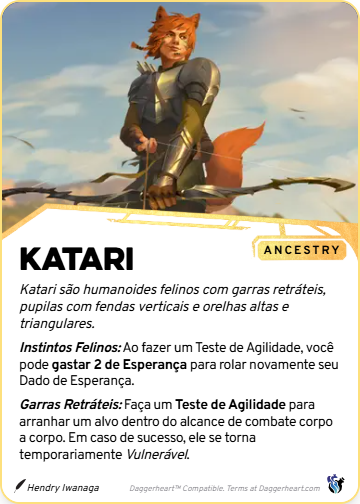 ANCESTRY
KATARI
Katari são humanoides felinos com garras retráteis,
pupilas com fendas verticais e orelhas altas e
triangulares.
Instintos Felinos: Ao fazer um Teste de Agilidade, você
pode gastar 2 de Esperança para rolar novamente seu
Dado de Esperança.
Garras Retráteis: Faça um Teste de Agilidade para
arranhar um alvo dentro do alcance de combate corpo
a corpo. Em caso de sucesso, ele se torna
temporariamente Vulnerável.
Hendry Iwanaga
Daggerheart™ Compatible. Terms at Daggerheart.com